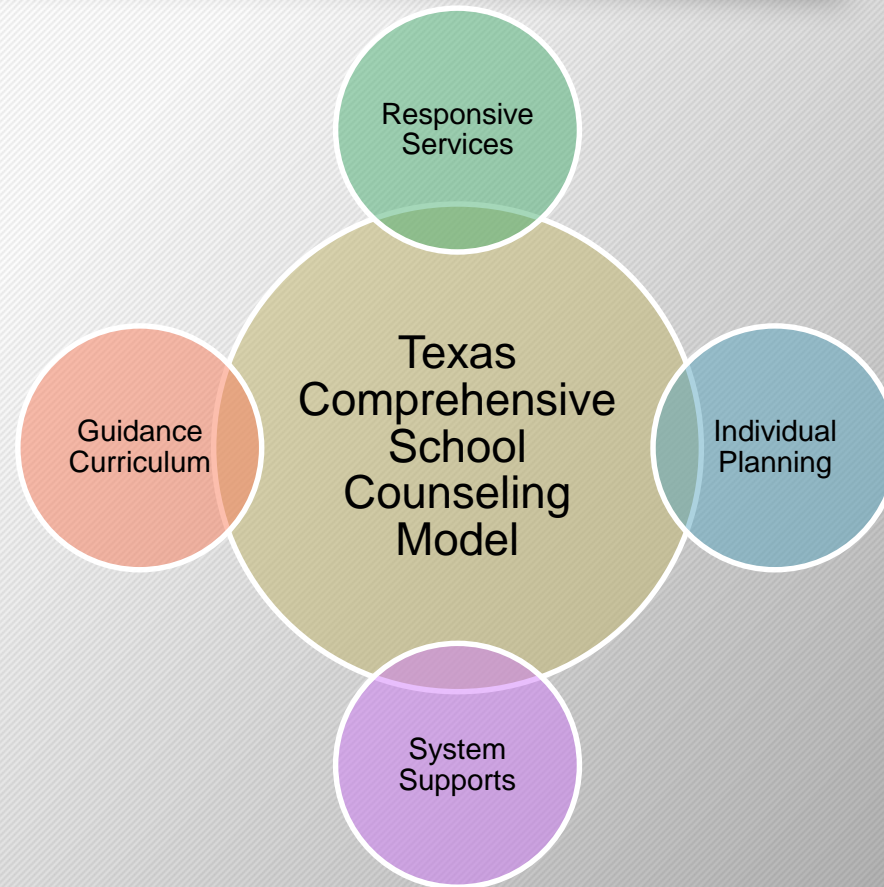 Responsive
Services
Texas
Comprehensive
School
Counseling
Model
Guidance
Curriculum
Individual
Planning
System
Supports